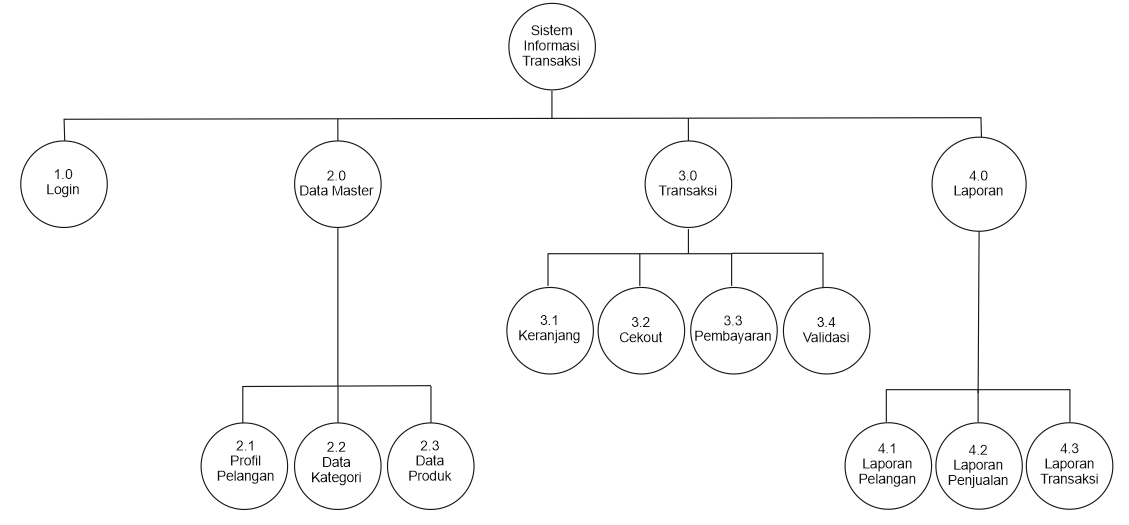 Sistem
Informasi
Transaksi
1.0
Login
2.0
Data Master
3.0
Transaksi
4.0
Laporan
3.1
Keranjang
3.2
Cekout
3.3
Pembayaran
3.4
Validasi
2.1
Profil
Pelangan
2.2
Data
Kategori
2.3
Data
Produk
4.1
Laporan
Pelangan
4.2
Laporan
Penjualan
4.3
Laporan
Transaksi